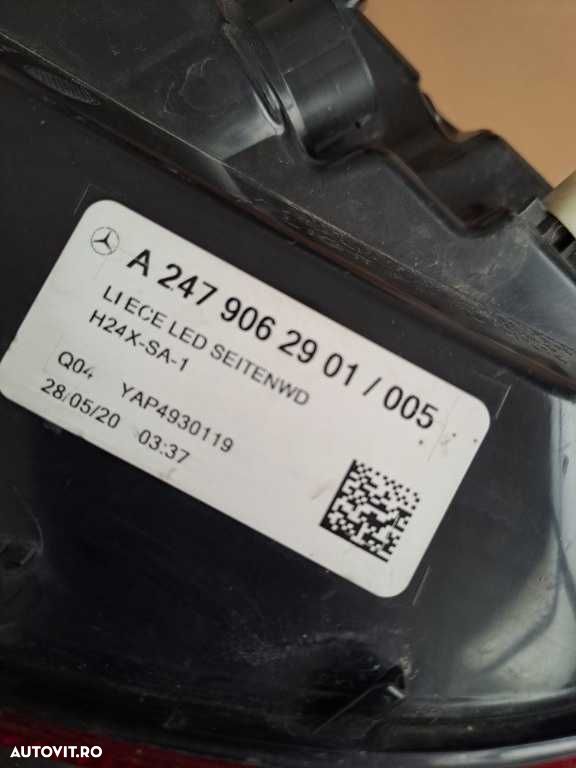 A 247 906 29 01 / 005
LI ECE LED SEITENWD
H24X-SA-1
Q04 YAP4930119
28/05/20 03:37
AUTOVIT.RO